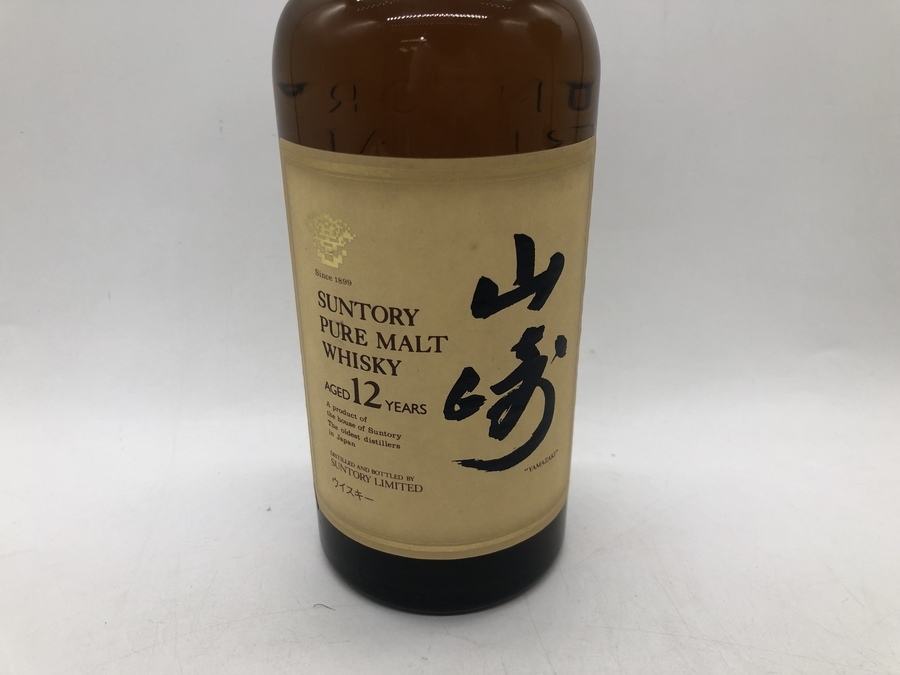 Since 1899
SUNTORY
PURE MALT
WHISKY
AGED 12 YEARS
A product of
the house of Suntory
The oldest distillers
in Japan
DISTILLED AND BOTTLED BY
SUNTORY LIMITED
ウイスキー
山崎
"YAMAZAKI"